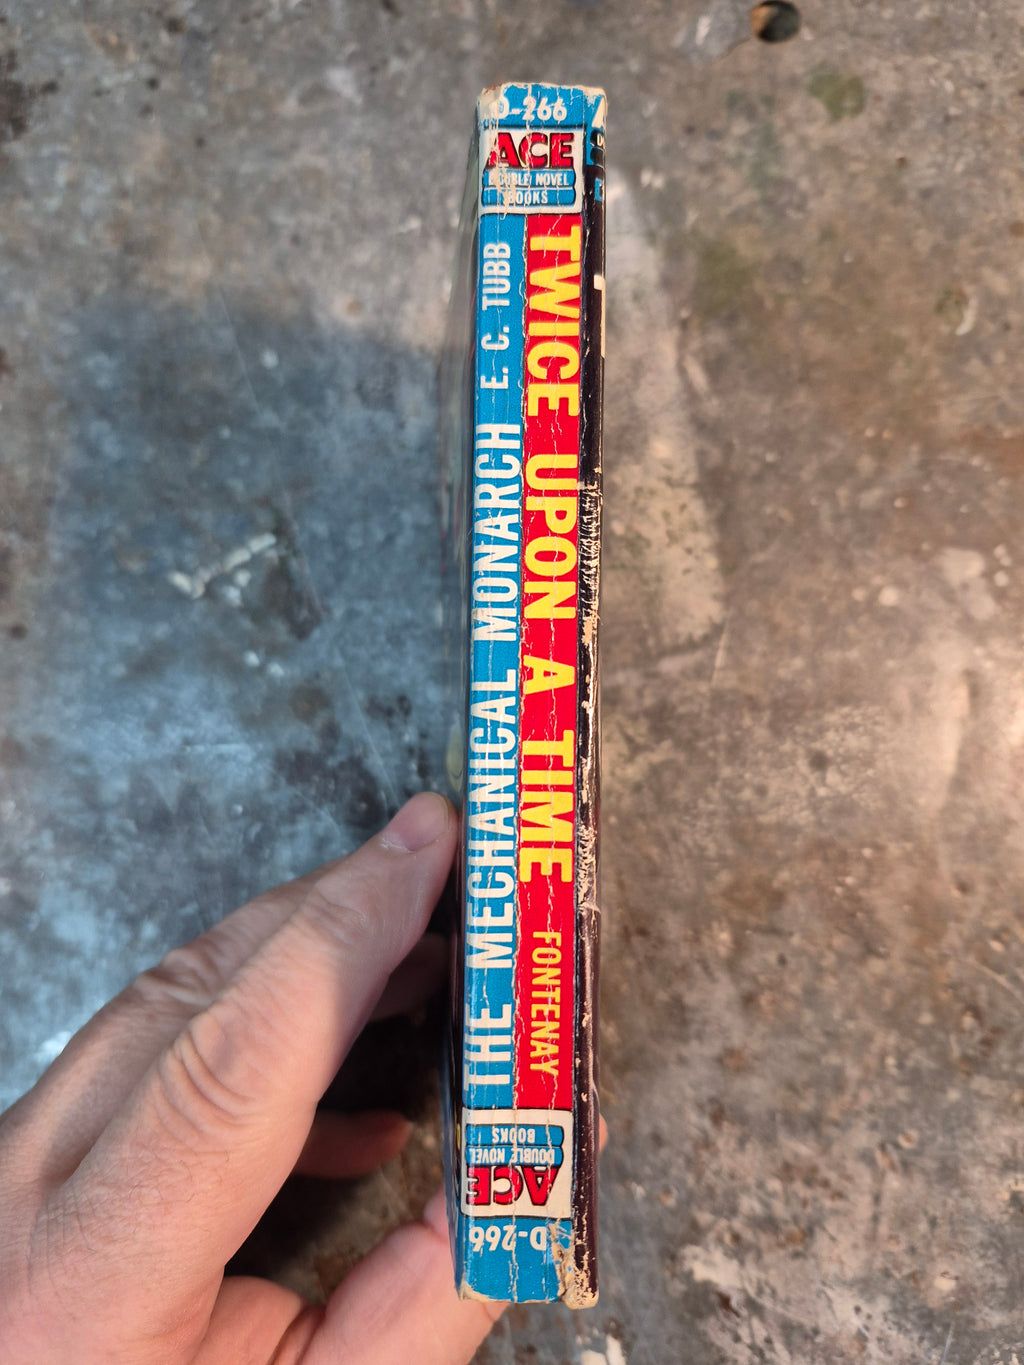 D-266
ACE
DOUBLE NOVEL
BOOKS
TWICE UPON A TIME FONTENAY
THE MECHANICAL MONARCH E. C. TUBB
D-266
ACE
DOUBLE NOVEL
BOOKS